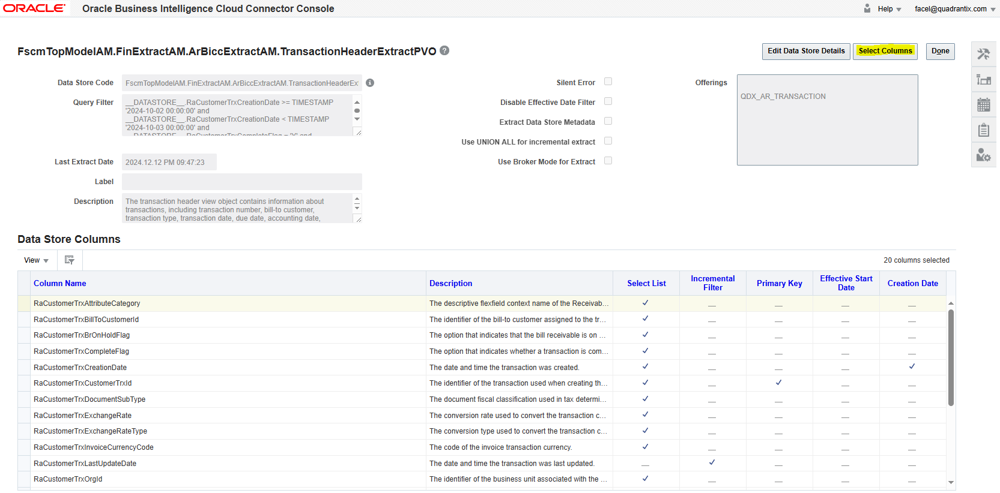 ORACLE Oracle Business Intelligence Cloud Connector Console Help facel@quadrantix.com
FscmTopModelAM.FinExtractAM.ArBiccExtractAM.TransactionHeaderExtractPVO ? Edit Data Store Details Select Columns Done
Data Store Code FscmTopModelAM.FinExtractAM.ArBiccExtractAM.TransactionHeaderEx
Query Filter __DATASTORE__.RaCustomerTrxCreationDate >= TIMESTAMP
'2024-10-02 00:00:00' and
__DATASTORE__.RaCustomerTrxCreationDate < TIMESTAMP
'2024-10-03 00:00:00' and
__DATASTORE__.RaCustomerTrxCompleteFlag = 'Y' and
Last Extract Date 2024.12.12 PM 09:47:23
Label
Description The transaction header view object contains information about
transactions, including transaction number, bill-to customer,
transaction type, transaction date, due date, accounting date,
Silent Error
Disable Effective Date Filter
Extract Data Store Metadata
Use UNION ALL for incremental extract
Use Broker Mode for Extract
Offerings
QDX_AR_TRANSACTION
Data Store Columns
View 20 columns selected
Column Name Description Select List Incremental Filter Primary Key Effective Start Date Creation Date
RaCustomerTrxAttributeCategory The descriptive flexfield context name of the Receivab...
RaCustomerTrxBillToCustomerId The identifier of the bill-to customer assigned to the tr...
RaCustomerTrxBrOnHoldFlag The option that indicates that the bill receivable is on ...
RaCustomerTrxCompleteFlag The option that indicates whether a transaction is com...
RaCustomerTrxCreationDate The date and time the transaction was created.
RaCustomerTrxCustomerTrxId The identifier of the transaction used when creating th...
RaCustomerTrxDocumentSubType The document fiscal classification used in tax determi...
RaCustomerTrxExchangeRate The conversion rate used to convert the transaction c...
RaCustomerTrxExchangeRateType The conversion type used to convert the transaction c...
RaCustomerTrxInvoiceCurrencyCode The code of the invoice transaction currency.
RaCustomerTrxLastUpdateDate The date and time the transaction was last updated.
RaCustomerTrxOrgId The identifier of the business unit associated with the ...